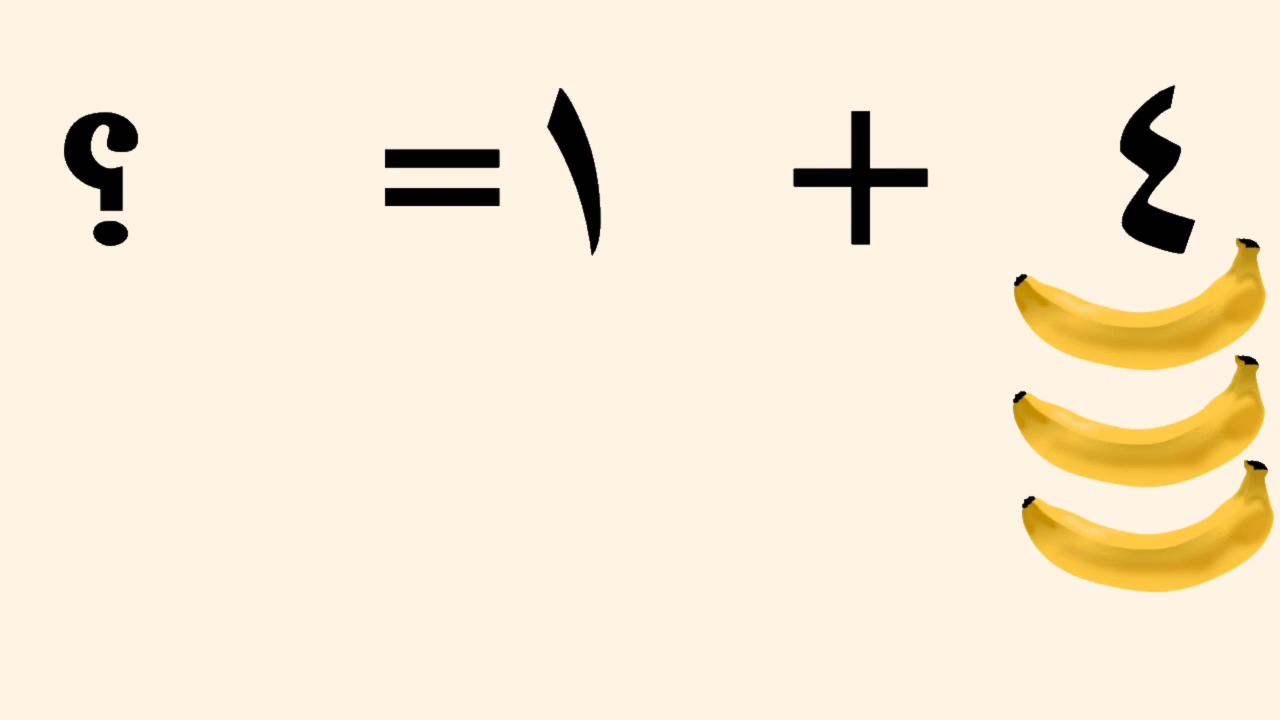 ٤ + ١ = ؟